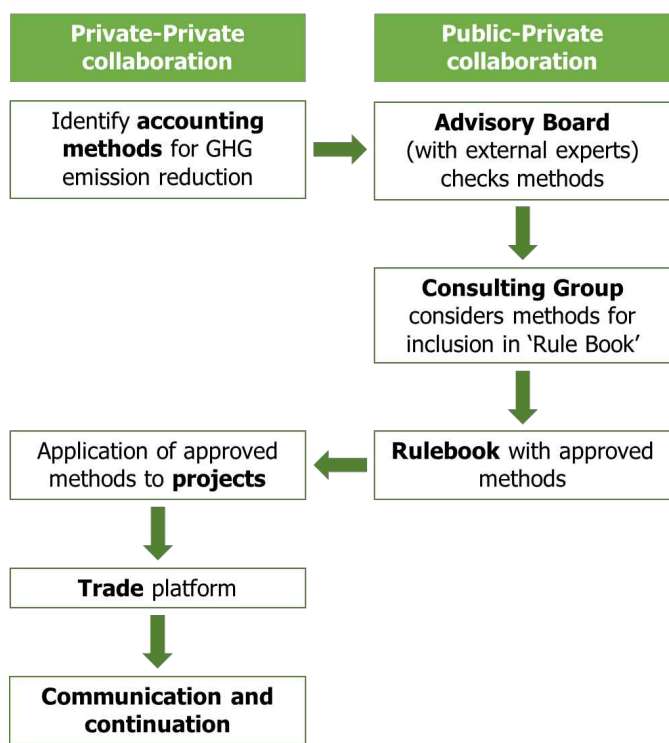 Private-Private
collaboration
Public-Private
collaboration
Identify accounting
methods for GHG
emission reduction
Advisory Board
(with external experts)
checks methods
Consulting Group
considers methods for
inclusion in ‘Rule Book’
Rulebook with approved
methods
Application of approved
methods to projects
Trade platform
Communication and
continuation